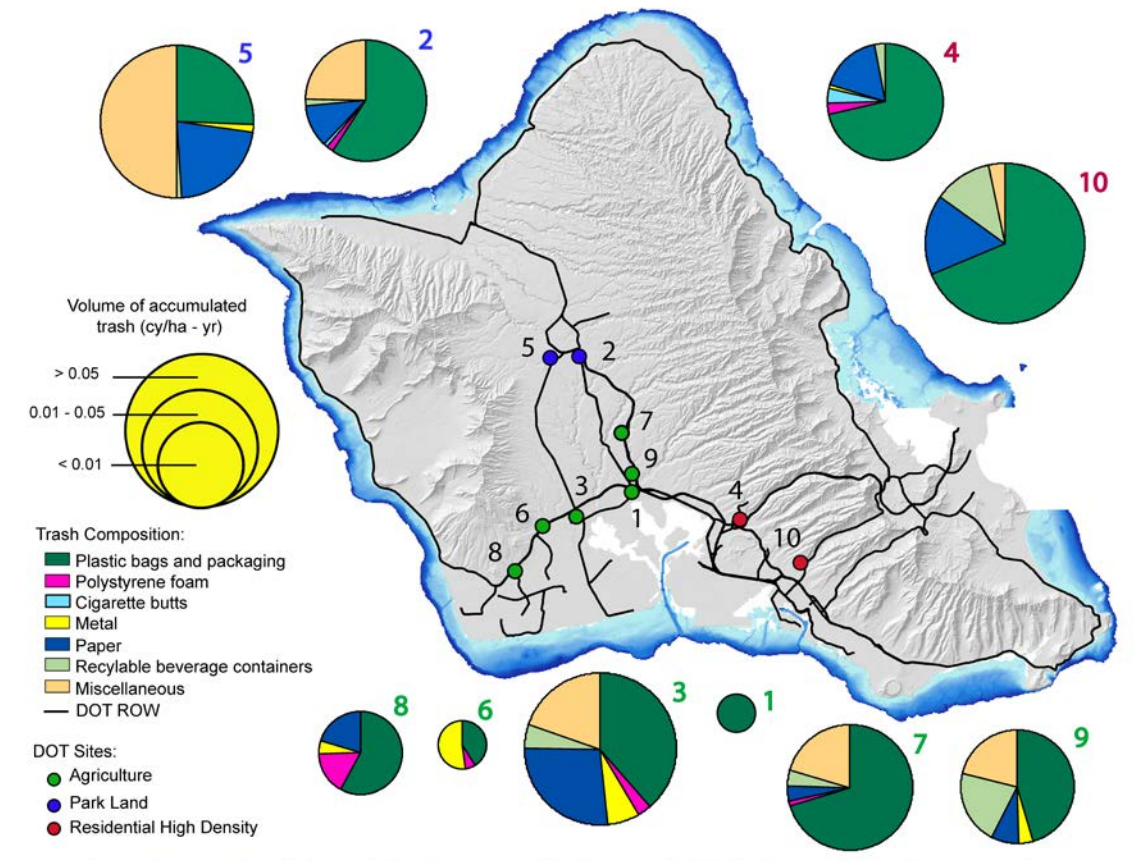 5
2
4
10
Volume of accumulated
trash (cy/ha - yr)
> 0.05
0.01 - 0.05
< 0.01
5
2
7
9
3
1
4
6
10
8
Trash Composition:
Plastic bags and packaging
Polystyrene foam
Cigarette butts
Metal
Paper
Recylable beverage containers
Miscellaneous
DOT ROW
DOT Sites:
Agriculture
Park Land
Residential High Density
8
6
3
1
7
9